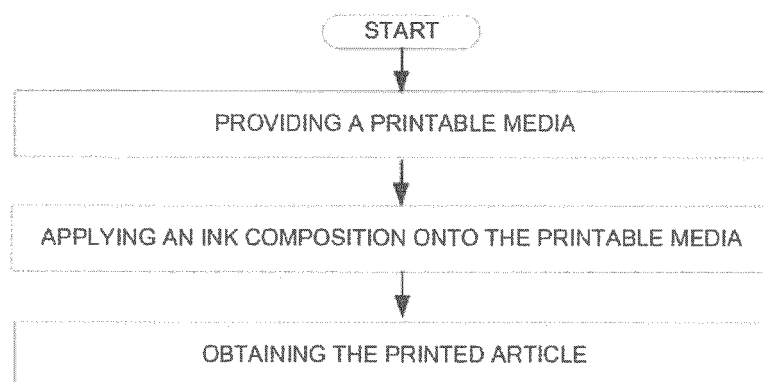 START
PROVIDING A PRINTABLE MEDIA
APPLYING AN INK COMPOSITION ONTO THE PRINTABLE MEDIA
OBTAINING THE PRINTED ARTICLE